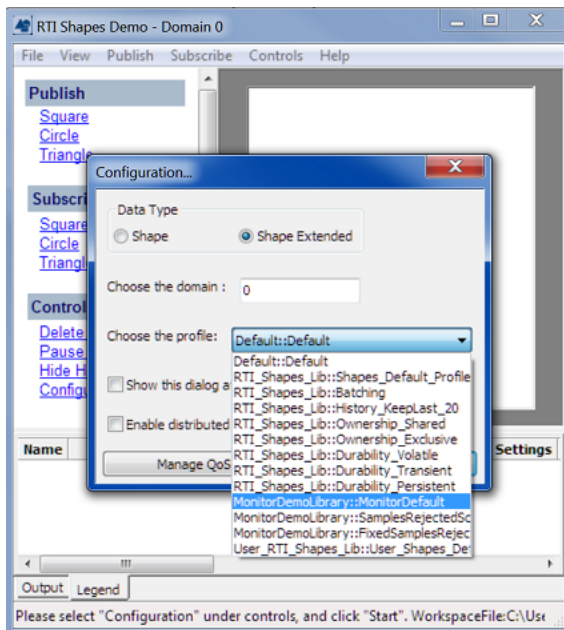 RTI Shapes Demo - Domain 0
File View Publish Subscribe Controls Help
Publish
Square
Circle
Triangle
Configuration...
Data Type
Shape
Shape Extended
Subscri
Square
Circle
Triangl
Choose the domain :
0
Control
Choose the profile:
Default::Default
Delete
Pause
Hide H
Configu
Default::Default
RTI_Shapes_Lib::Shapes_Default_Profile
RTI_Shapes_Lib::Batching
RTI_Shapes_Lib::History_KeepLast_20
RTI_Shapes_Lib::Ownership_Shared
RTI_Shapes_Lib::Ownership_Exclusive
RTI_Shapes_Lib::Durability_Volatile
RTI_Shapes_Lib::Durability_Transient
RTI_Shapes_Lib::Durability_Persistent
MonitorDemoLibrary::MonitorDefault
MonitorDemoLibrary::SamplesRejectedSc
MonitorDemoLibrary::FixedSamplesRejec
User_RTI_Shapes_Lib::User_Shapes_De
Show this dialog a
Enable distributed
Manage QoS
Name
Settings
Output Legend
Please select "Configuration" under controls, and click "Start". WorkspaceFile:C:\Use